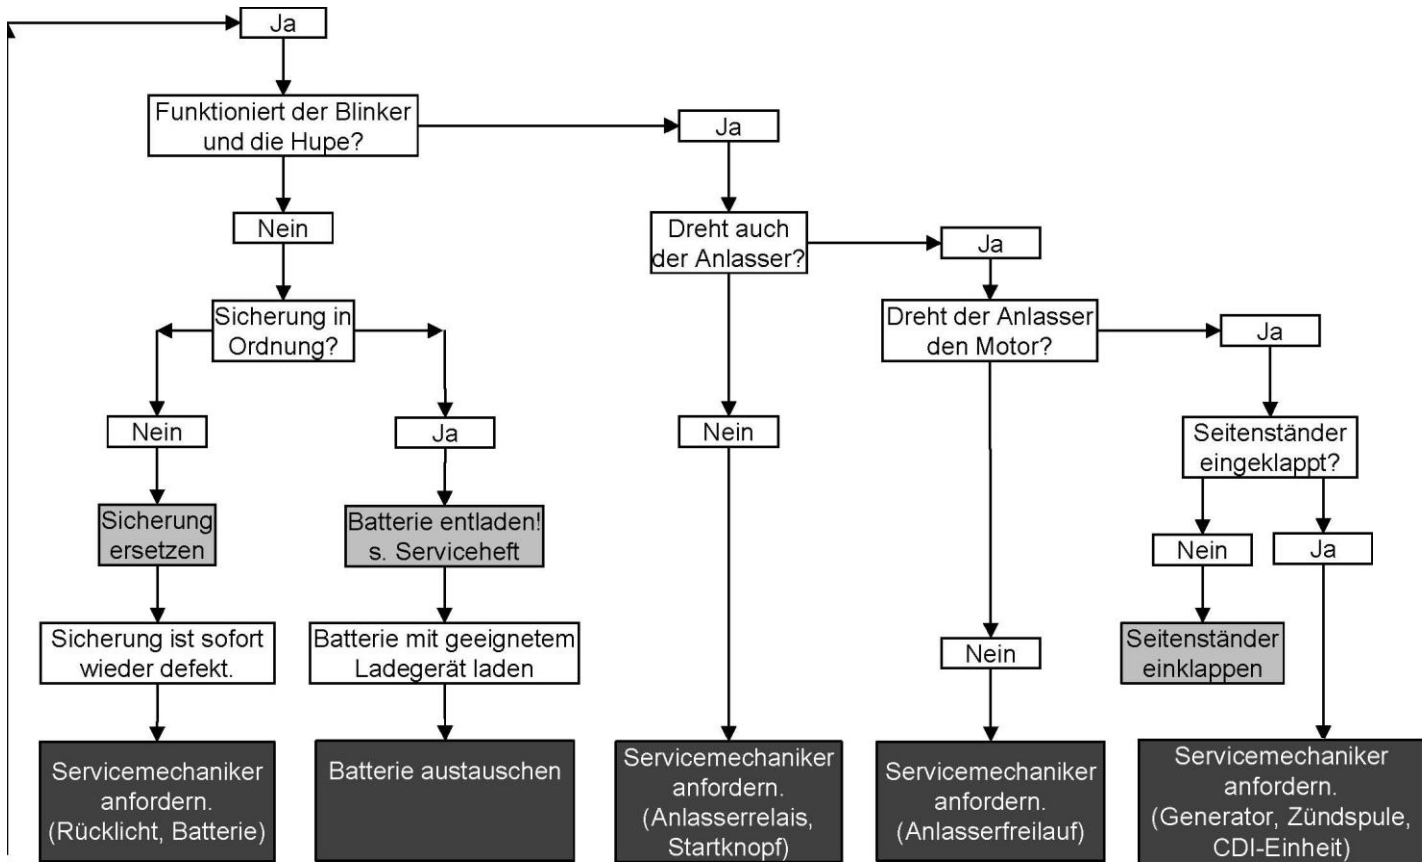 Ja
Funktioniert der Blinker
und die Hupe?
Ja
Nein
Dreht auch
der Anlasser?
Ja
Sicherung in
Ordnung?
Dreht der Anlasser
den Motor?
Ja
Nein
Ja
Nein
Seitenständer
eingeklappt?
Sicherung
ersetzen
Batterie entladen!
s. Serviceheft
Nein
Ja
Sicherung ist sofort
wieder defekt.
Batterie mit geeignetem
Ladegerät laden
Nein
Seitenständer
einklappen
Servicemechaniker
anfordern.
(Rücklicht, Batterie)
Batterie austauschen
Servicemechaniker
anfordern.
(Anlasserrelais,
Startknopf)
Servicemechaniker
anfordern.
(Anlasserfreilauf)
Servicemechaniker
anfordern.
(Generator, Zündspule,
CDI-Einheit)